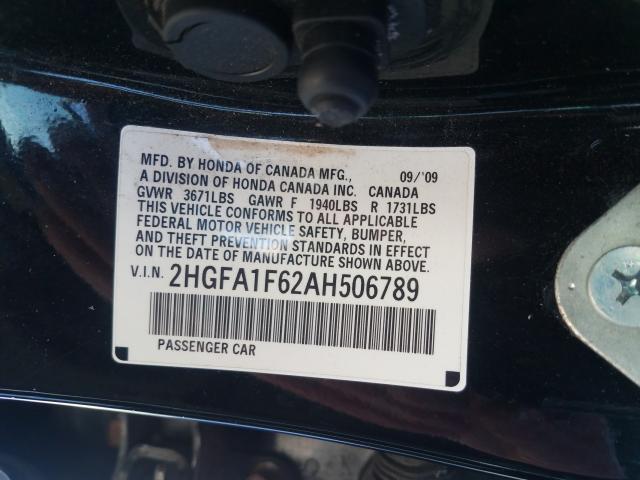 MFD. BY HONDA OF CANADA MFG., 09/'09
A DIVISION OF HONDA CANADA INC. CANADA
GVWR 3671LBS GAWR F 1940LBS R 1731LBS
THIS VEHICLE CONFORMS TO ALL APPLICABLE
FEDERAL MOTOR VEHICLE SAFETY, BUMPER,
AND THEFT PREVENTION STANDARDS IN EFFECT
ON THE DATE OF MANUFACTURE SHOWN ABOVE.
V.I.N. 2HGFA1F62AH506789
PASSENGER CAR